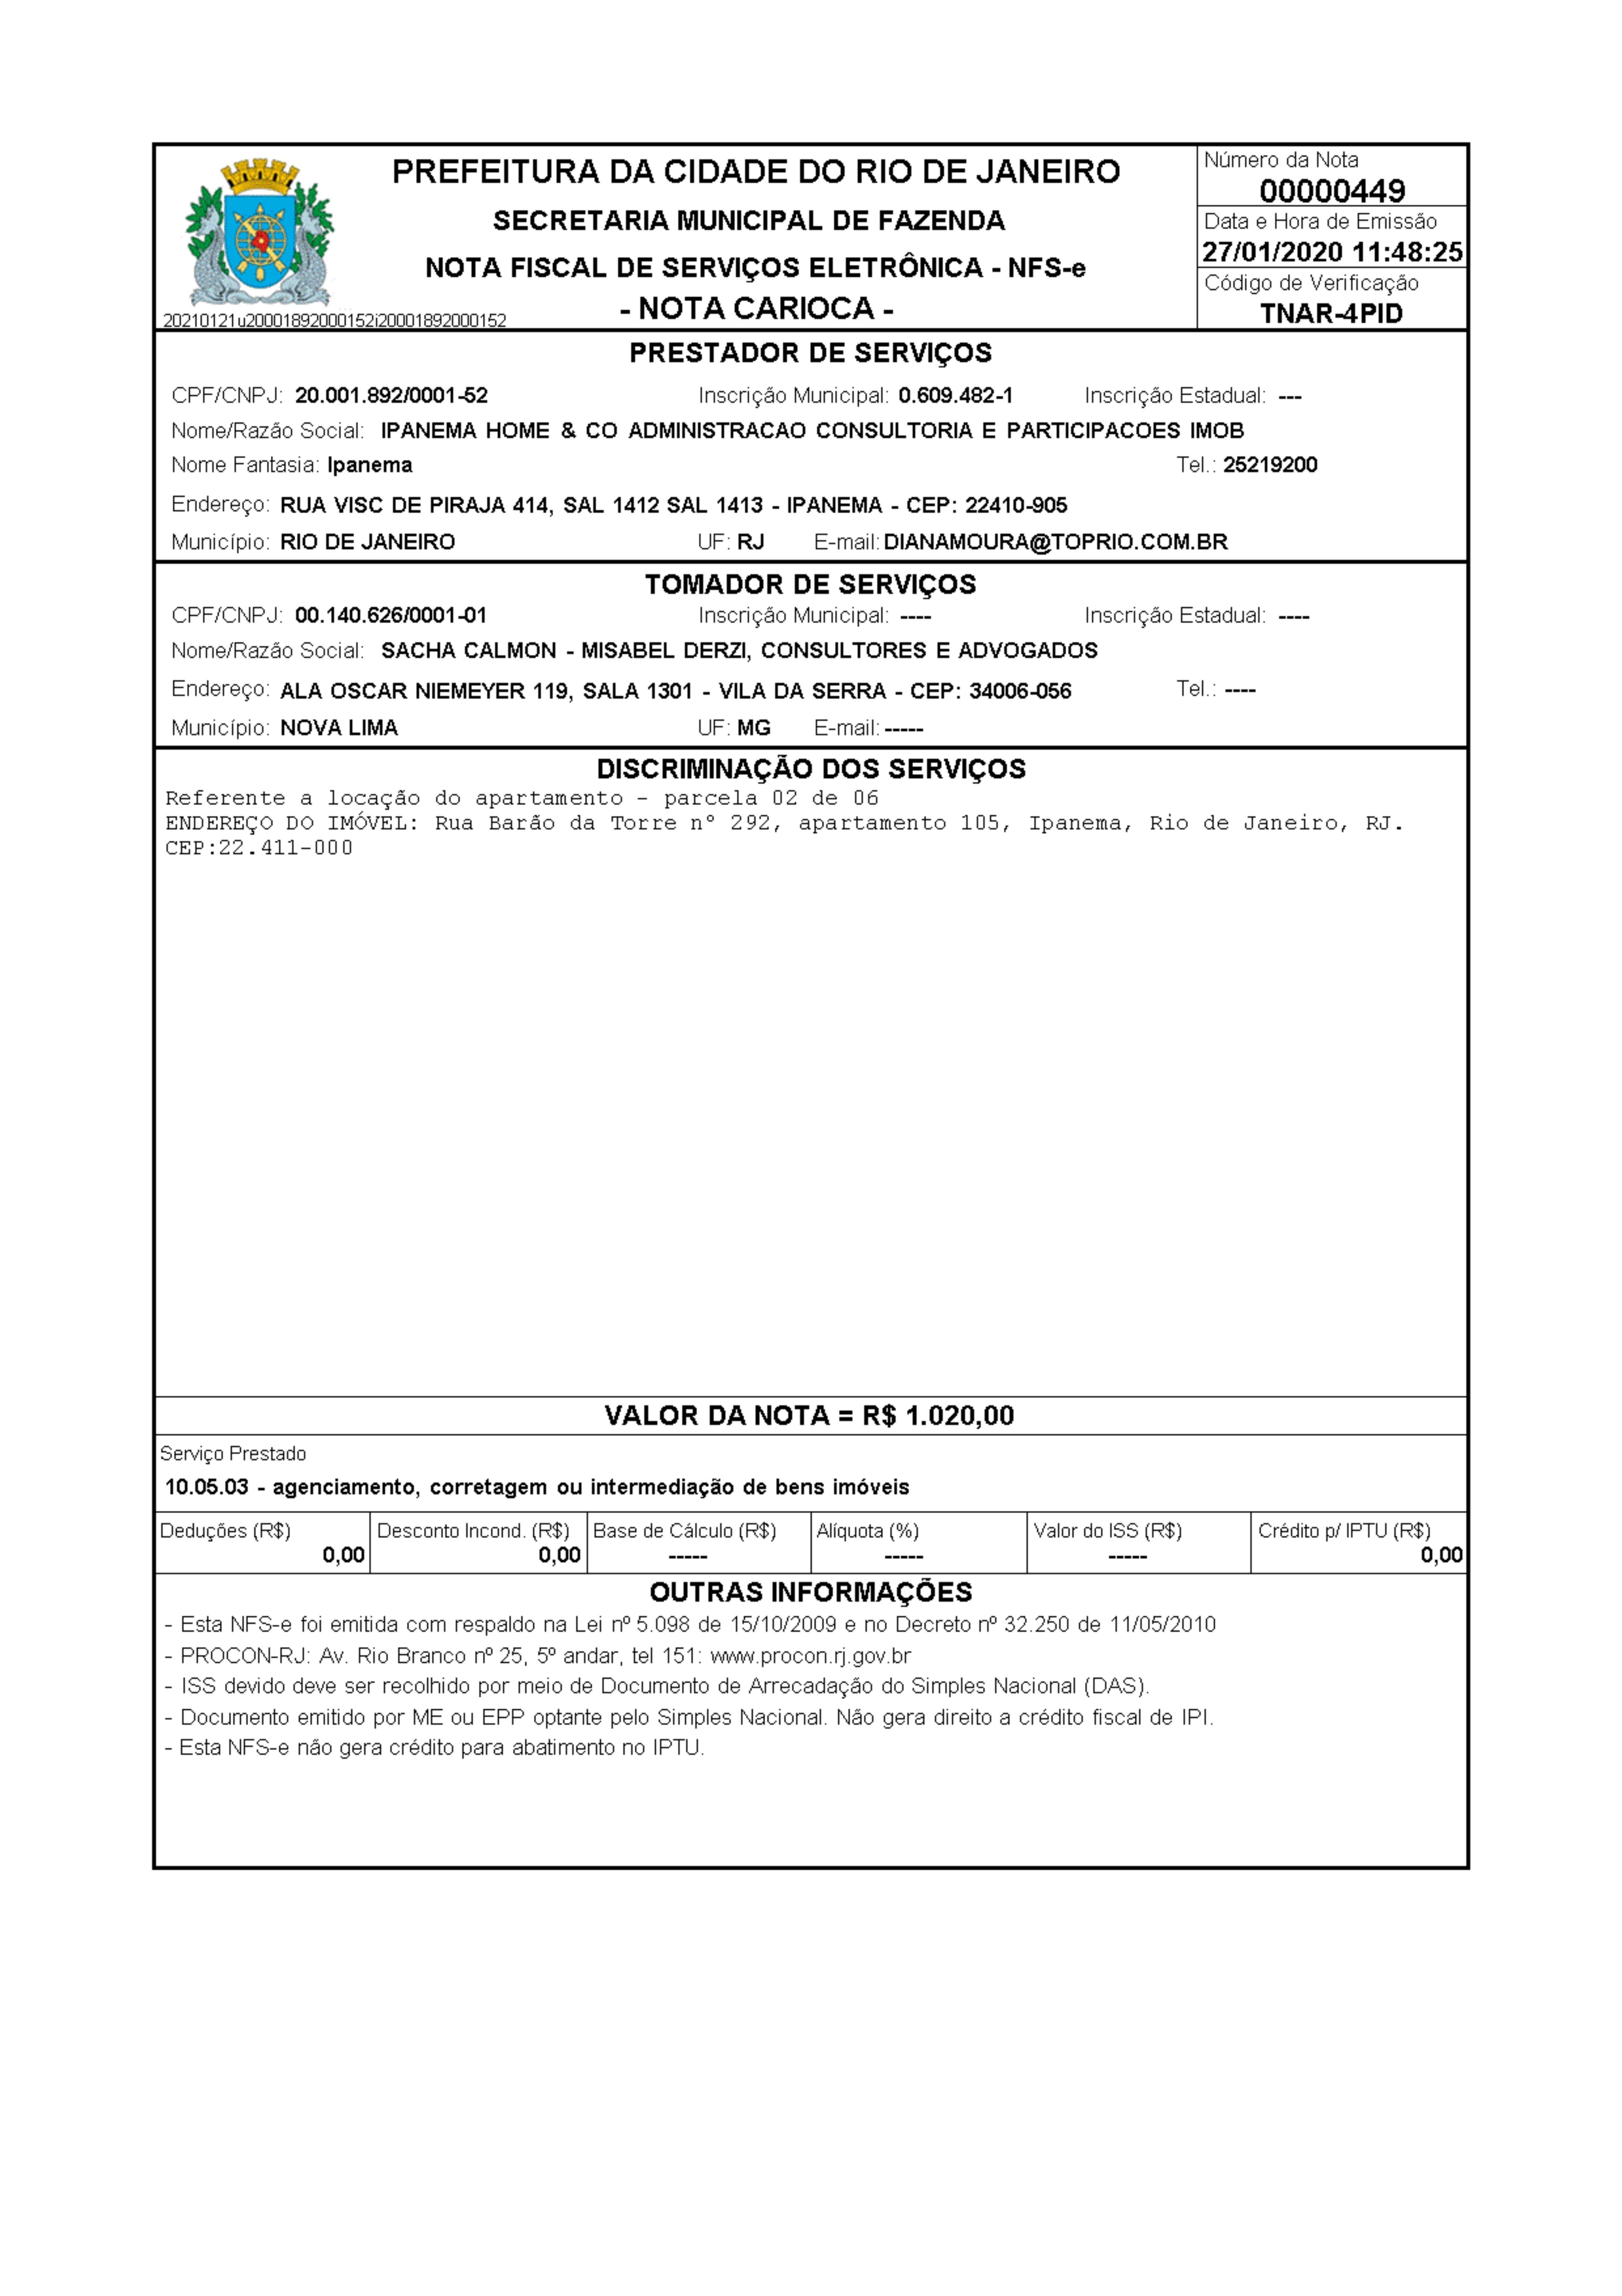 PREFEITURA DA CIDADE DO RIO DE JANEIRO
SECRETARIA MUNICIPAL DE FAZENDA
NOTA FISCAL DE SERVIÇOS ELETRÔNICA - NFS-e
- NOTA CARIOCA -
20210121u20001892000152i20001892000152
Número da Nota
00000449
Data e Hora de Emissão
27/01/2020 11:48:25
Código de Verificação
TNAR-4PID
PRESTADOR DE SERVIÇOS
CPF/CNPJ: 20.001.892/0001-52 Inscrição Municipal: 0.609.482-1 Inscrição Estadual: ---
Nome/Razão Social: IPANEMA HOME & CO ADMINISTRACAO CONSULTORIA E PARTICIPACOES IMOB
Nome Fantasia: Ipanema Tel.: 25219200
Endereço: RUA VISC DE PIRAJA 414, SAL 1412 SAL 1413 - IPANEMA - CEP: 22410-905
Município: RIO DE JANEIRO UF: RJ E-mail: DIANAMOURA@TOPRIO.COM.BR
TOMADOR DE SERVIÇOS
CPF/CNPJ: 00.140.626/0001-01 Inscrição Municipal: ---- Inscrição Estadual: ----
Nome/Razão Social: SACHA CALMON - MISABEL DERZI, CONSULTORES E ADVOGADOS
Endereço: ALA OSCAR NIEMEYER 119, SALA 1301 - VILA DA SERRA - CEP: 34006-056 Tel.: ----
Município: NOVA LIMA UF: MG E-mail: -----
DISCRIMINAÇÃO DOS SERVIÇOS
Referente a locação do apartamento - parcela 02 de 06
ENDEREÇO DO IMÓVEL: Rua Barão da Torre nº 292, apartamento 105, Ipanema, Rio de Janeiro, RJ.
CEP:22.411-000
VALOR DA NOTA = R$ 1.020,00
Serviço Prestado
10.05.03 - agenciamento, corretagem ou intermediação de bens imóveis
Deduções (R$) Desconto Incond. (R$) Base de Cálculo (R$) Alíquota (%) Valor do ISS (R$) Crédito p/ IPTU (R$)
0,00 0,00 ----- ----- ----- 0,00
OUTRAS INFORMAÇÕES
- Esta NFS-e foi emitida com respaldo na Lei nº 5.098 de 15/10/2009 e no Decreto nº 32.250 de 11/05/2010
- PROCON-RJ: Av. Rio Branco nº 25, 5º andar, tel 151: www.procon.rj.gov.br
- ISS devido deve ser recolhido por meio de Documento de Arrecadação do Simples Nacional (DAS).
- Documento emitido por ME ou EPP optante pelo Simples Nacional. Não gera direito a crédito fiscal de IPI.
- Esta NFS-e não gera crédito para abatimento no IPTU.